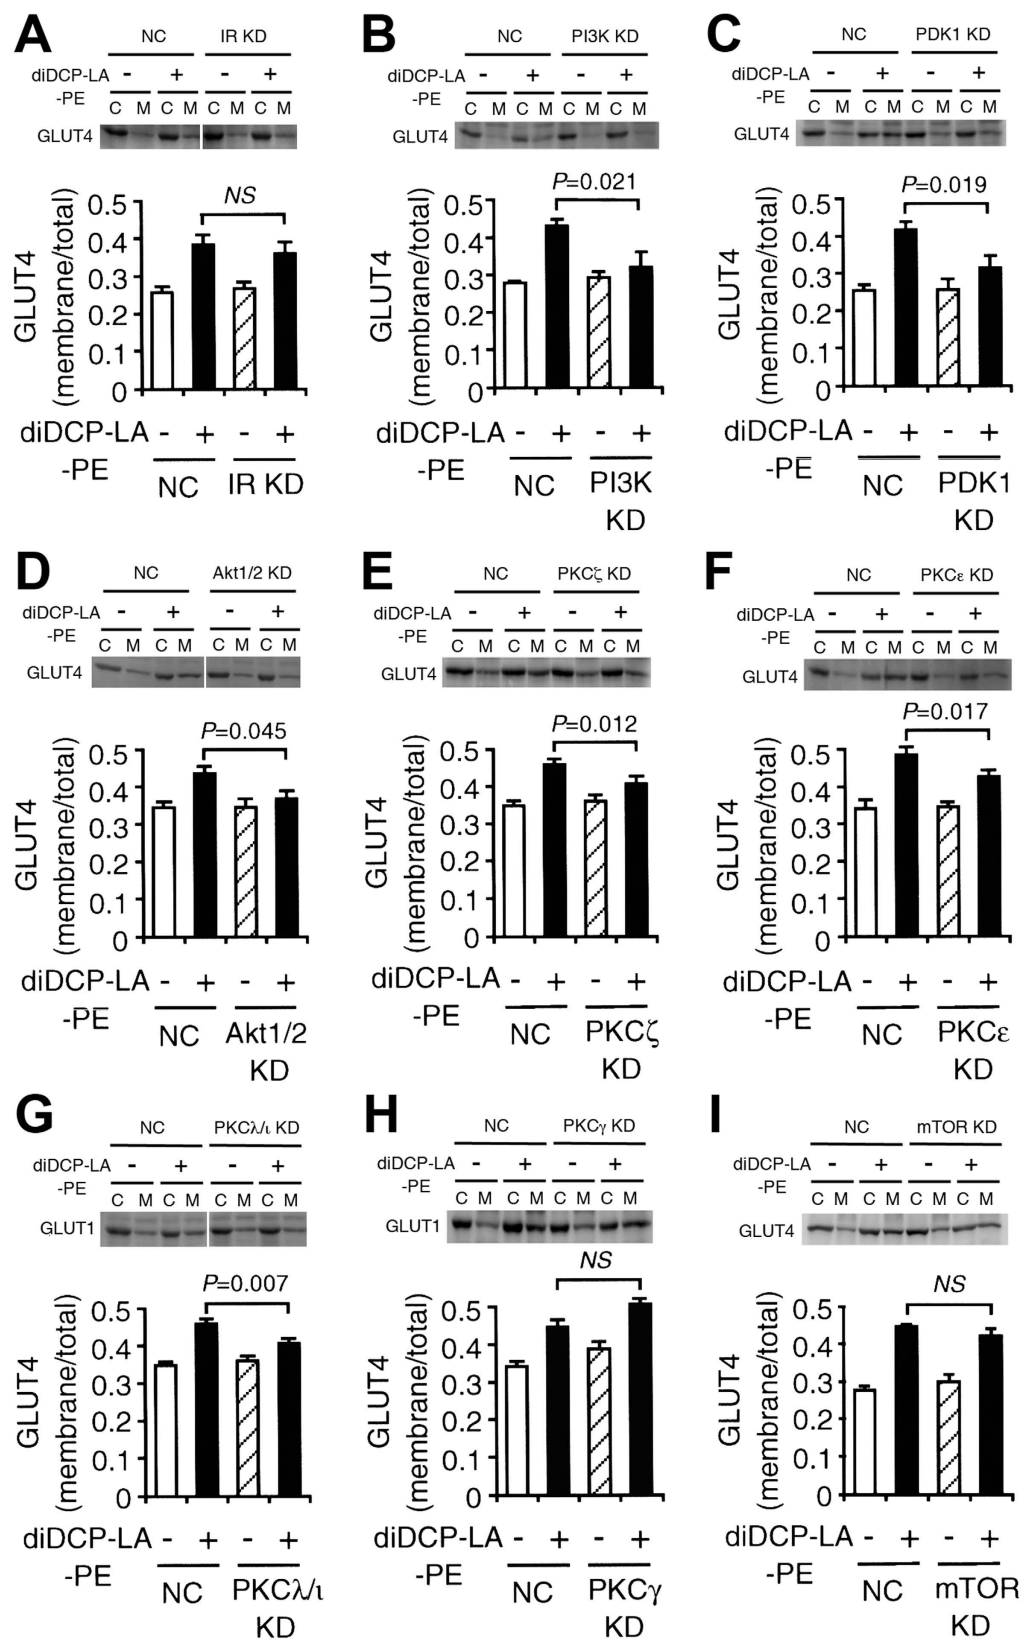 A
NC IR KD
diDCP-LA - + - +
-PE
C M C M C M C M
GLUT4
NS
GLUT4
(membrane/total)
0.5
0.4
0.3
0.2
0.1
0
diDCP-LA - + - +
-PE
NC IR KD
B
NC PI3K KD
diDCP-LA - + - +
-PE
C M C M C M C M
GLUT4
P=0.021
GLUT4
(membrane/total)
0.5
0.4
0.3
0.2
0.1
0
diDCP-LA - + - +
-PE
NC PI3K
KD
C
NC PDK1 KD
diDCP-LA - + - +
-PE
C M C M C M C M
GLUT4
P=0.019
GLUT4
(membrane/total)
0.5
0.4
0.3
0.2
0.1
0
diDCP-LA - + - +
-PE
NC PDK1
KD
D
NC Akt1/2 KD
diDCP-LA - + - +
-PE
C M C M C M C M
GLUT4
P=0.045
GLUT4
(membrane/total)
0.5
0.4
0.3
0.2
0.1
0
diDCP-LA - + - +
-PE
NC Akt1/2
KD
E
NC PKCζ KD
diDCP-LA - + - +
-PE
C M C M C M C M
GLUT4
P=0.012
GLUT4
(membrane/total)
0.5
0.4
0.3
0.2
0.1
0
diDCP-LA - + - +
-PE
NC PKCζ
KD
F
NC PKCε KD
diDCP-LA - + - +
-PE
C M C M C M C M
GLUT4
P=0.017
GLUT4
(membrane/total)
0.5
0.4
0.3
0.2
0.1
0
diDCP-LA - + - +
-PE
NC PKCε
KD
G
NC PKCλ/ι KD
diDCP-LA - + - +
-PE
C M C M C M C M
GLUT1
P=0.007
GLUT4
(membrane/total)
0.5
0.4
0.3
0.2
0.1
0
diDCP-LA - + - +
-PE
NC PKCλ/ι
KD
H
NC PKCγ KD
diDCP-LA - + - +
-PE
C M C M C M C M
GLUT1
NS
GLUT4
(membrane/total)
0.5
0.4
0.3
0.2
0.1
0
diDCP-LA - + - +
-PE
NC PKCγ
KD
I
NC mTOR KD
diDCP-LA - + - +
-PE
C M C M C M C M
GLUT4
NS
GLUT4
(membrane/total)
0.5
0.4
0.3
0.2
0.1
0
diDCP-LA - + - +
-PE
NC mTOR
KD